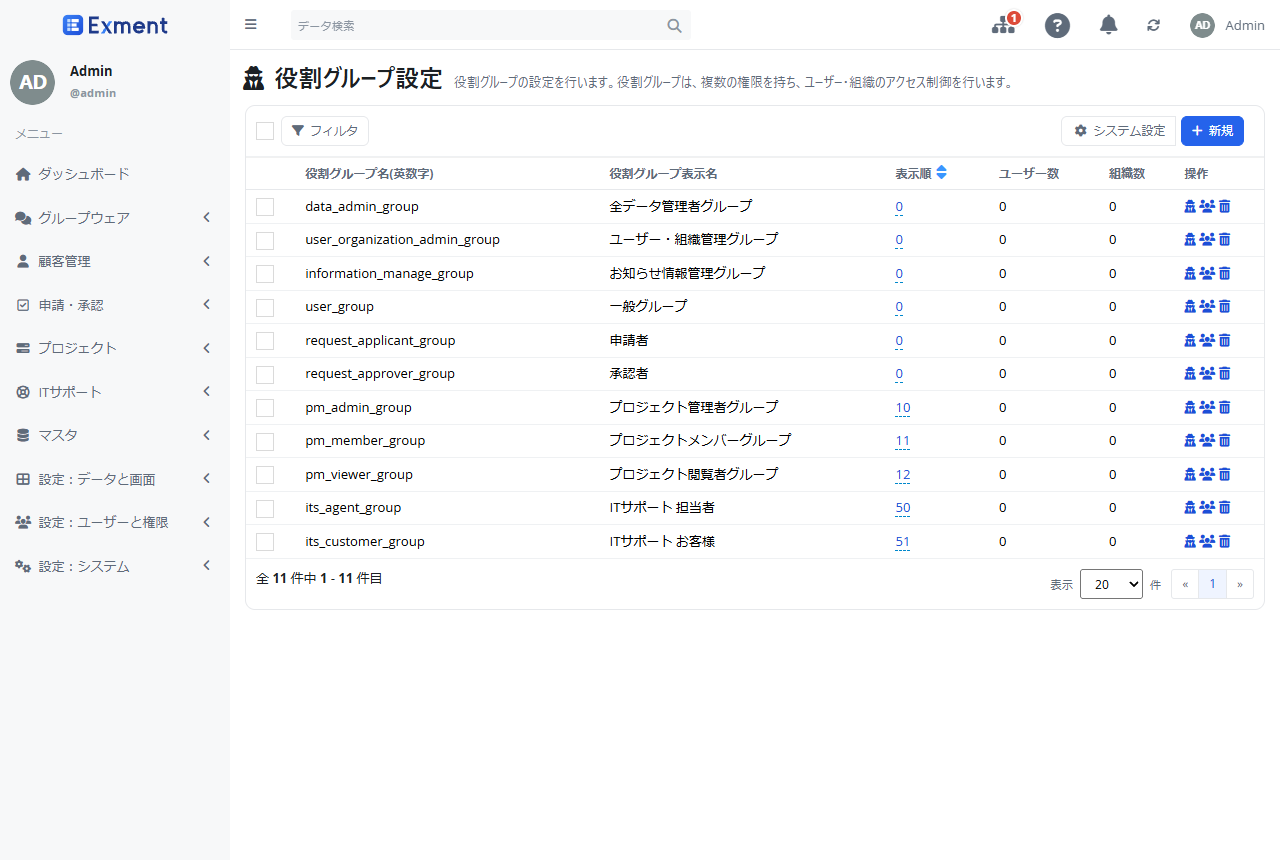 Exment
データ検索
1
AD
Admin
AD
Admin
@admin
メニュー
ダッシュボード
グループウェア
顧客管理
申請・承認
プロジェクト
ITサポート
マスタ
設定：データと画面
設定：ユーザーと権限
設定：システム
役割グループ設定 役割グループの設定を行います。役割グループは、複数の権限を持ち、ユーザー・組織のアクセス制御を行います。
フィルタ システム設定 新規
役割グループ名(英数字) 役割グループ表示名 表示順 ユーザー数 組織数 操作
data_admin_group 全データ管理者グループ 0 0 0
user_organization_admin_group ユーザー・組織管理グループ 0 0 0
information_manage_group お知らせ情報管理グループ 0 0 0
user_group 一般グループ 0 0 0
request_applicant_group 申請者 0 0 0
request_approver_group 承認者 0 0 0
pm_admin_group プロジェクト管理者グループ 10 0 0
pm_member_group プロジェクトメンバーグループ 11 0 0
pm_viewer_group プロジェクト閲覧者グループ 12 0 0
its_agent_group ITサポート 担当者 50 0 0
its_customer_group ITサポート お客様 51 0 0
全 11 件中 1 - 11 件目
表示 20 件 « 1 »